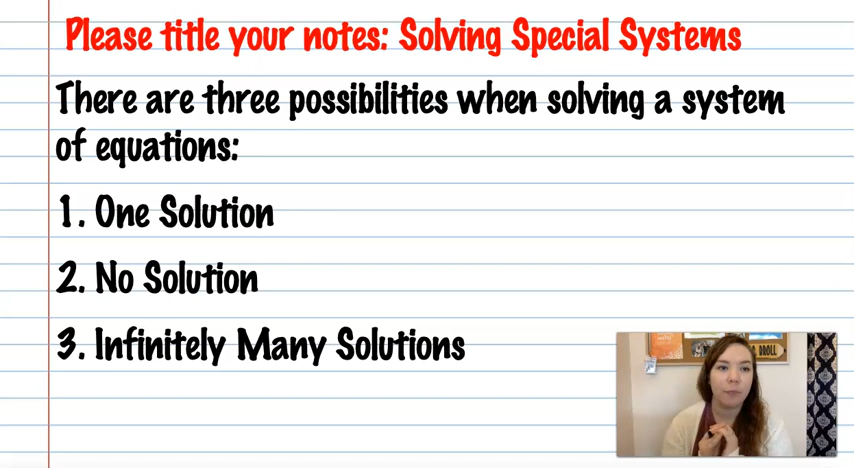 Please title your notes: Solving Special Systems
There are three possibilities when solving a system
of equations:
1. One Solution
2. No Solution
3. Infinitely Many Solutions
DROLL